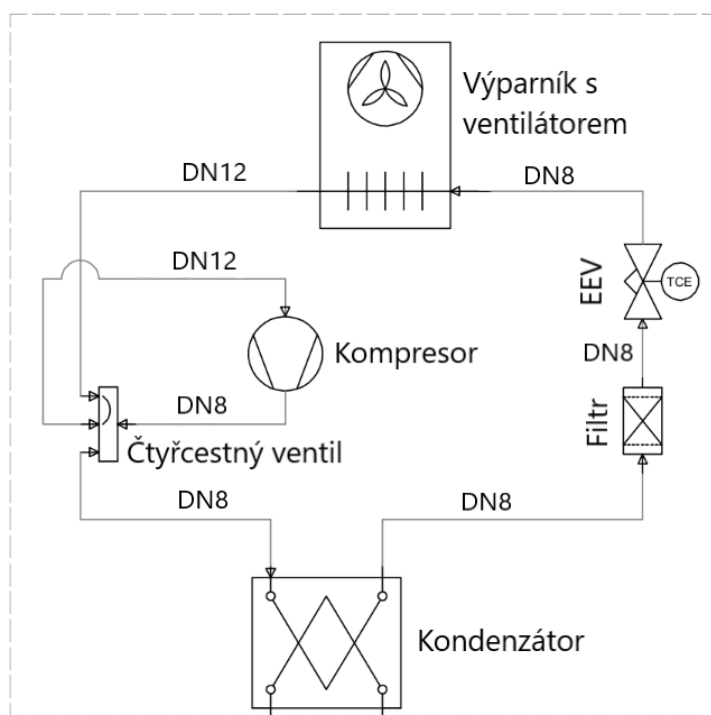 Výparník s
ventilátorem
DN12
DN8
DN12
EEV
TCE
Kompresor
DN8
DN8
Filtr
Čtyřcestný ventil
DN8
DN8
Kondenzátor